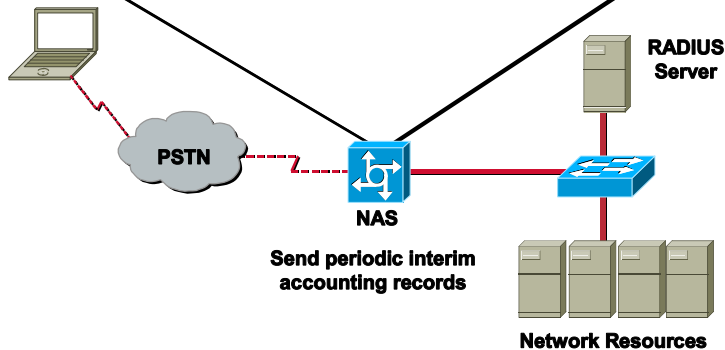 RADIUS
Server
PSTN
NAS
Send periodic interim
accounting records
Network Resources